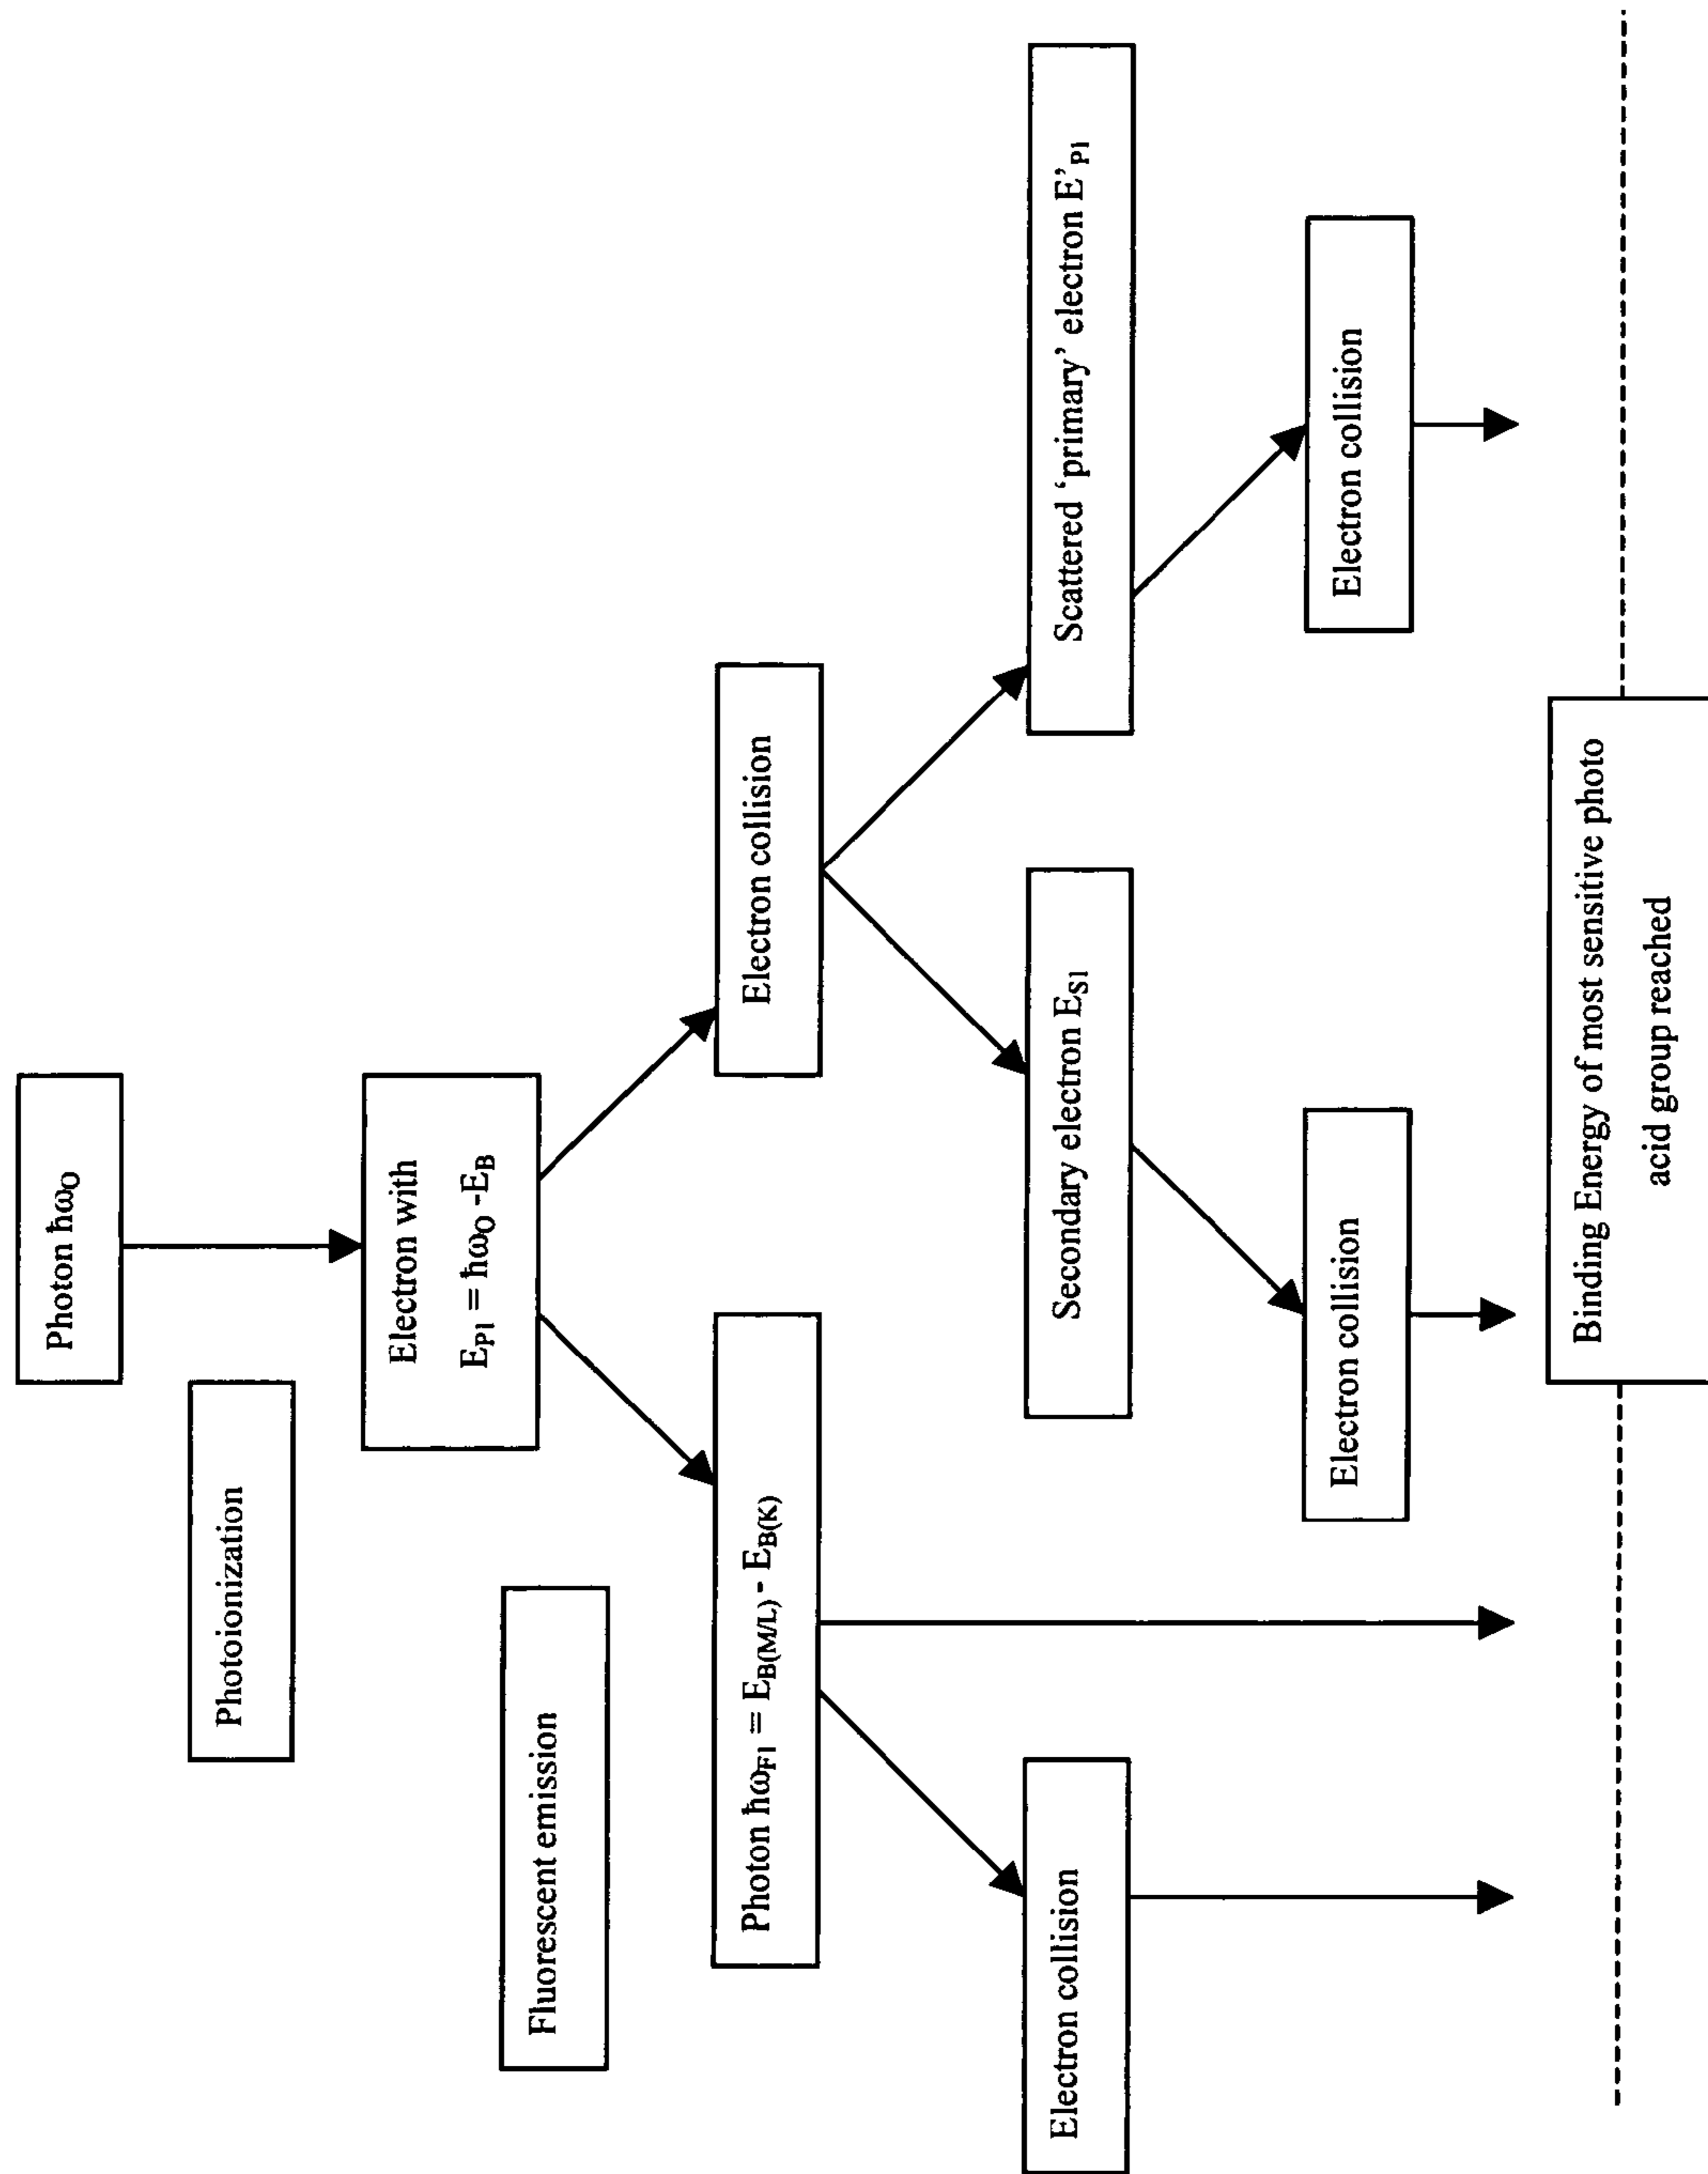 Photon ħω₀
Photoionization
Electron with
E_P1 = ħω₀ -E_B
Fluorescent emission
Photon ħω_F1 = E_B(M/L) - E_B(K)
Electron collision
Electron collision
Secondary electron E_S1
Scattered ‘primary’ electron E’_P1
Electron collision
Electron collision
Binding Energy of most sensitive photo
acid group reached